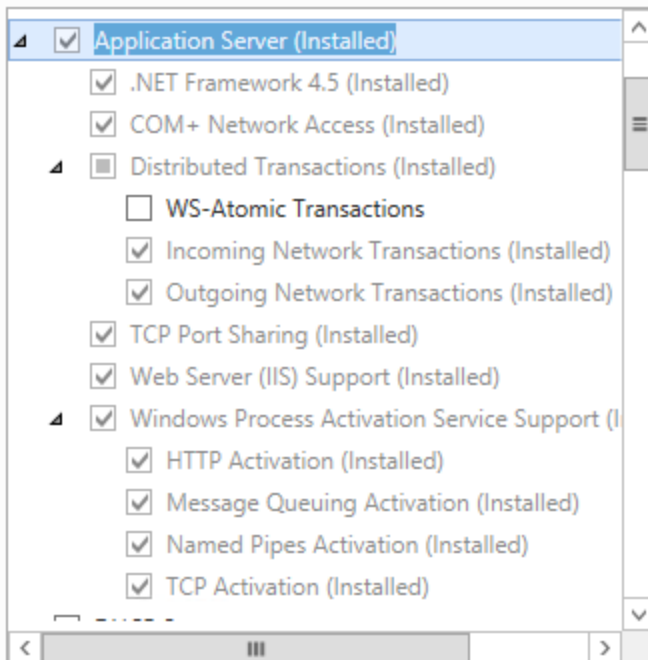 Application Server (Installed)
.NET Framework 4.5 (Installed)
COM+ Network Access (Installed)
Distributed Transactions (Installed)
WS-Atomic Transactions
Incoming Network Transactions (Installed)
Outgoing Network Transactions (Installed)
TCP Port Sharing (Installed)
Web Server (IIS) Support (Installed)
Windows Process Activation Service Support (I
HTTP Activation (Installed)
Message Queuing Activation (Installed)
Named Pipes Activation (Installed)
TCP Activation (Installed)